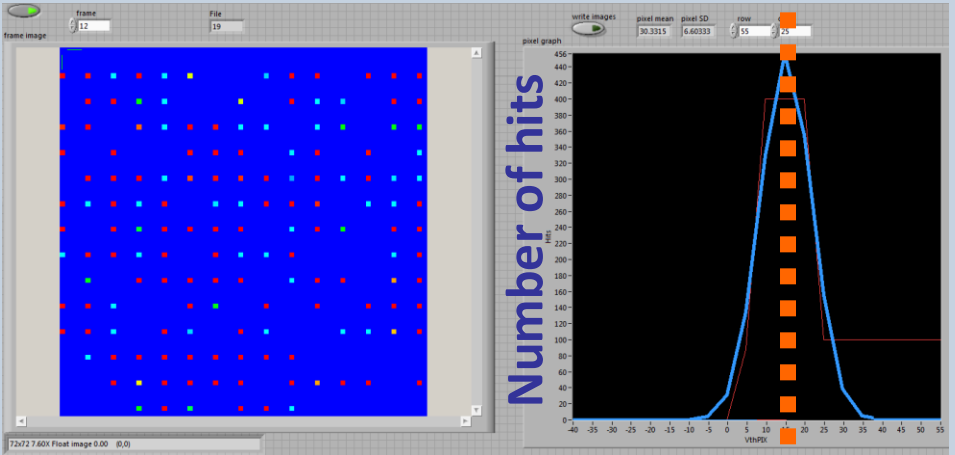 frame
12
File
19
frame image
72x72 7.60X Float image 0.00 (0,0)
write images
pixel mean
30.3315
pixel SD
6.60333
row
55
25
pixel graph
Number of hits
Hits
456
440
420
400
380
360
340
320
300
280
260
240
220
200
180
160
140
120
100
80
60
40
20
0
-40 -35 -30 -25 -20 -15 -10 -5 0 5 10 15 20 25 30 35 40 45 50 55
VthPIX